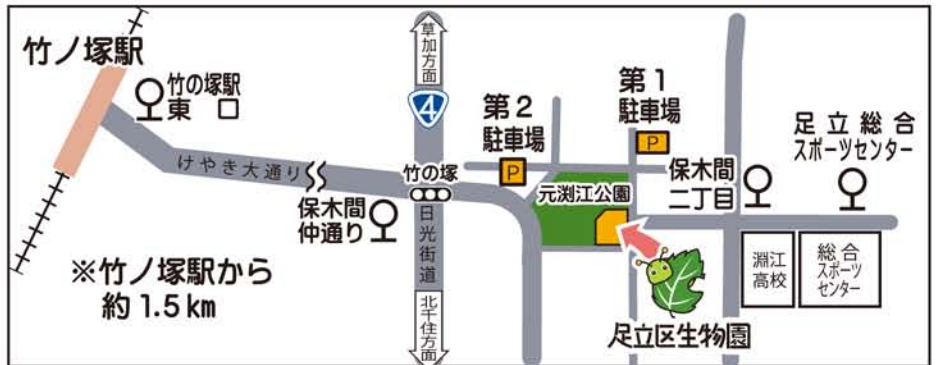 竹ノ塚駅
竹の塚駅
東　口
けやき大通り
※竹ノ塚駅から
約1.5km
保木間
仲通り
草加方面
4
竹の塚
日光街道
北千住方面
第2
駐車場
P
第1
駐車場
P
元渕江公園
保木間
二丁目
足立総合
スポーツセンター
淵江
高校
総合
スポーツ
センター
足立区生物園